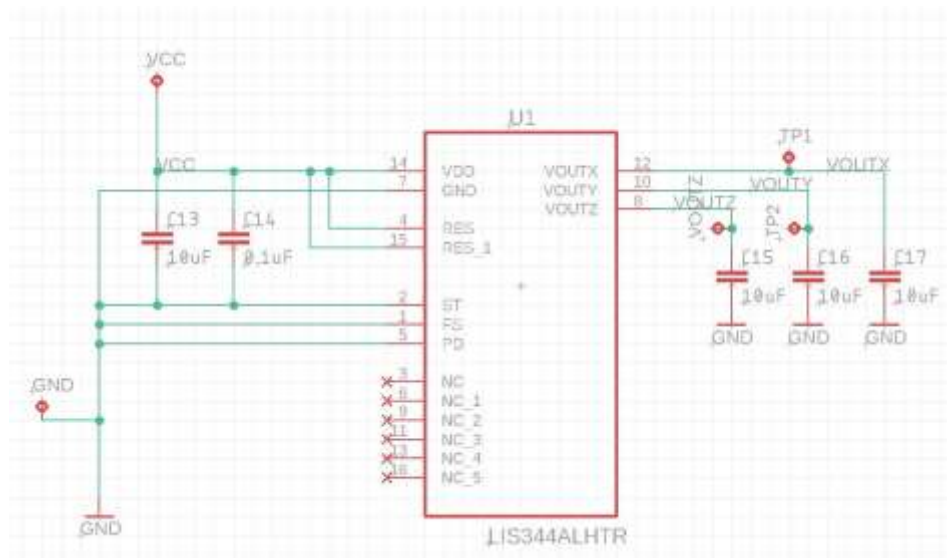 VCC
VCC
U1
14
VDD
7
GND
4
RES
15
RES_1
2
ST
1
FS
5
PD
3
NC
6
NC_1
9
NC_2
11
NC_3
13
NC_4
16
NC_5
VOUTX
12
VOUTY
10
VOUTZ
8
TP1
VOUTX
VOUTY
VOUTZ
VOUTZ
TP2
C13
10uF
C14
0.1uF
C15
10uF
C16
10uF
C17
10uF
GND
GND
GND
GND
GND
LIS344ALHTR